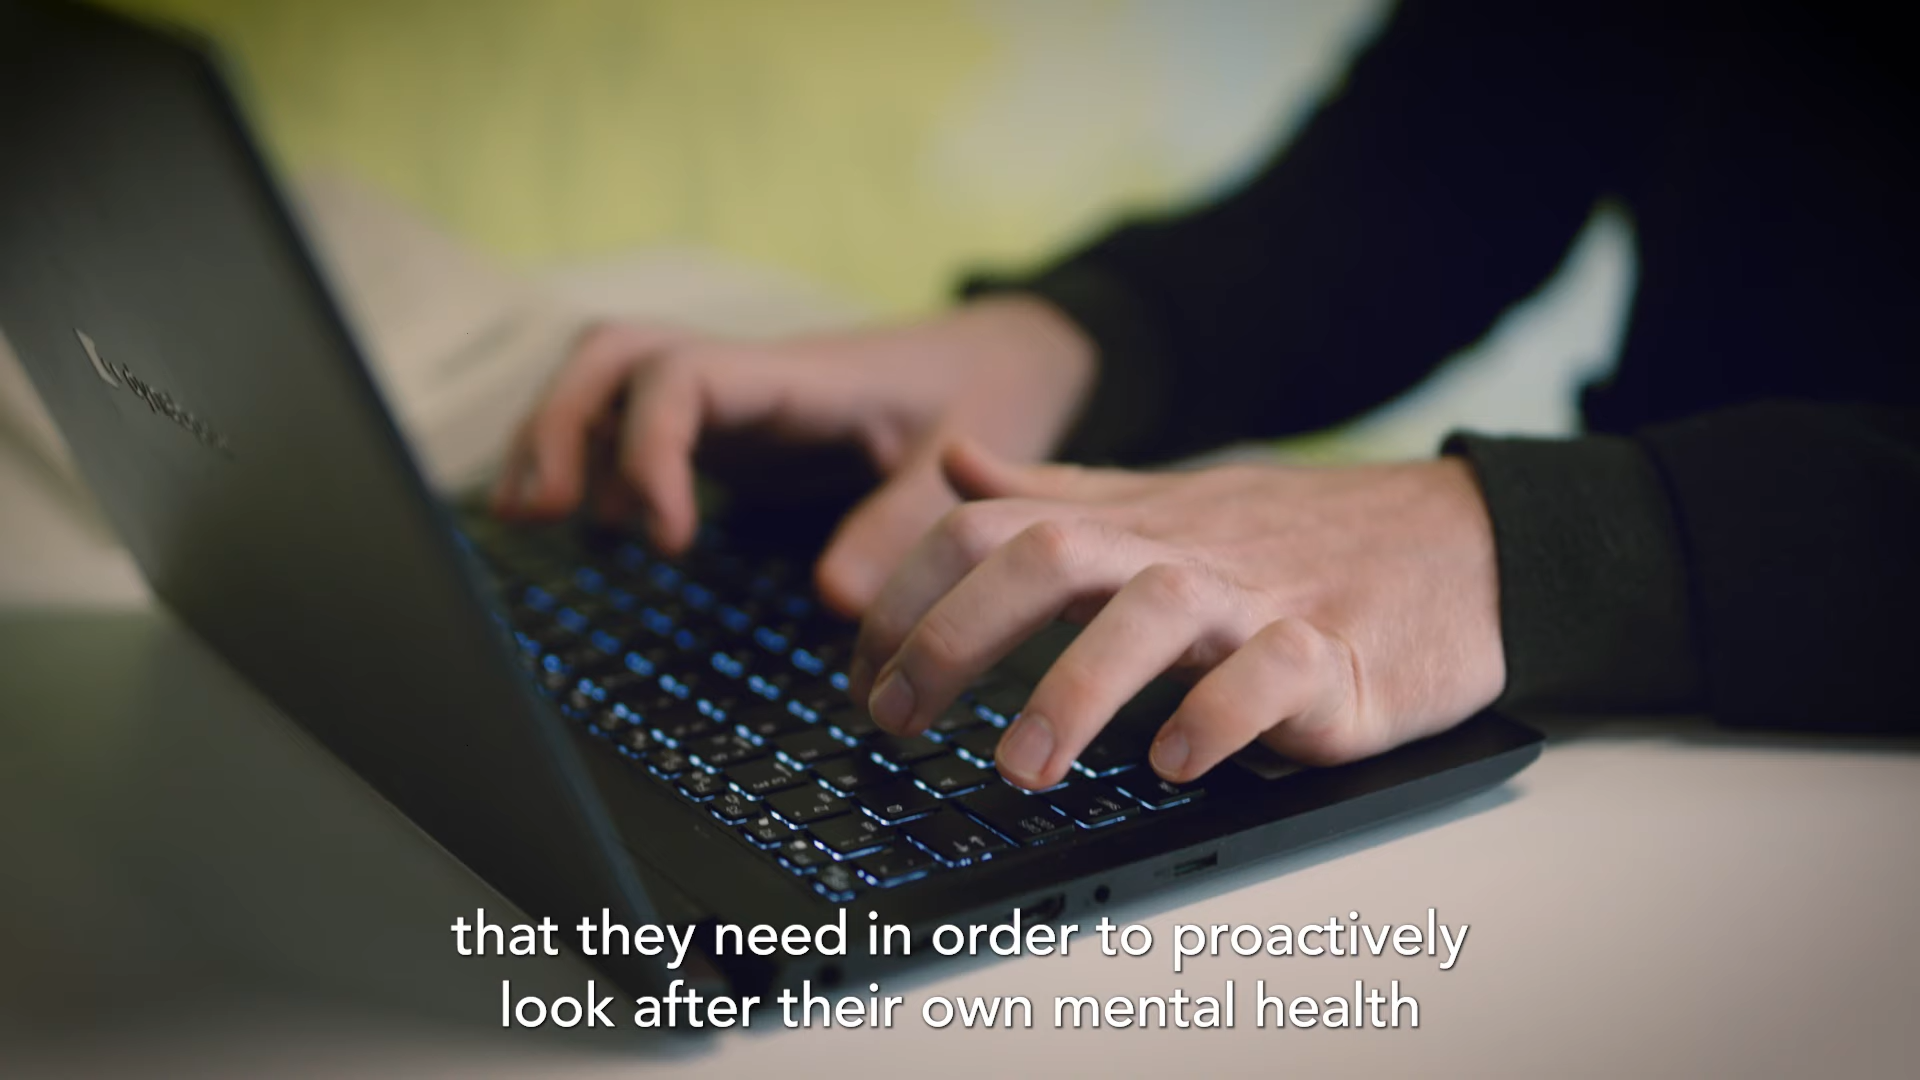 that they need in order to proactively
look after their own mental health